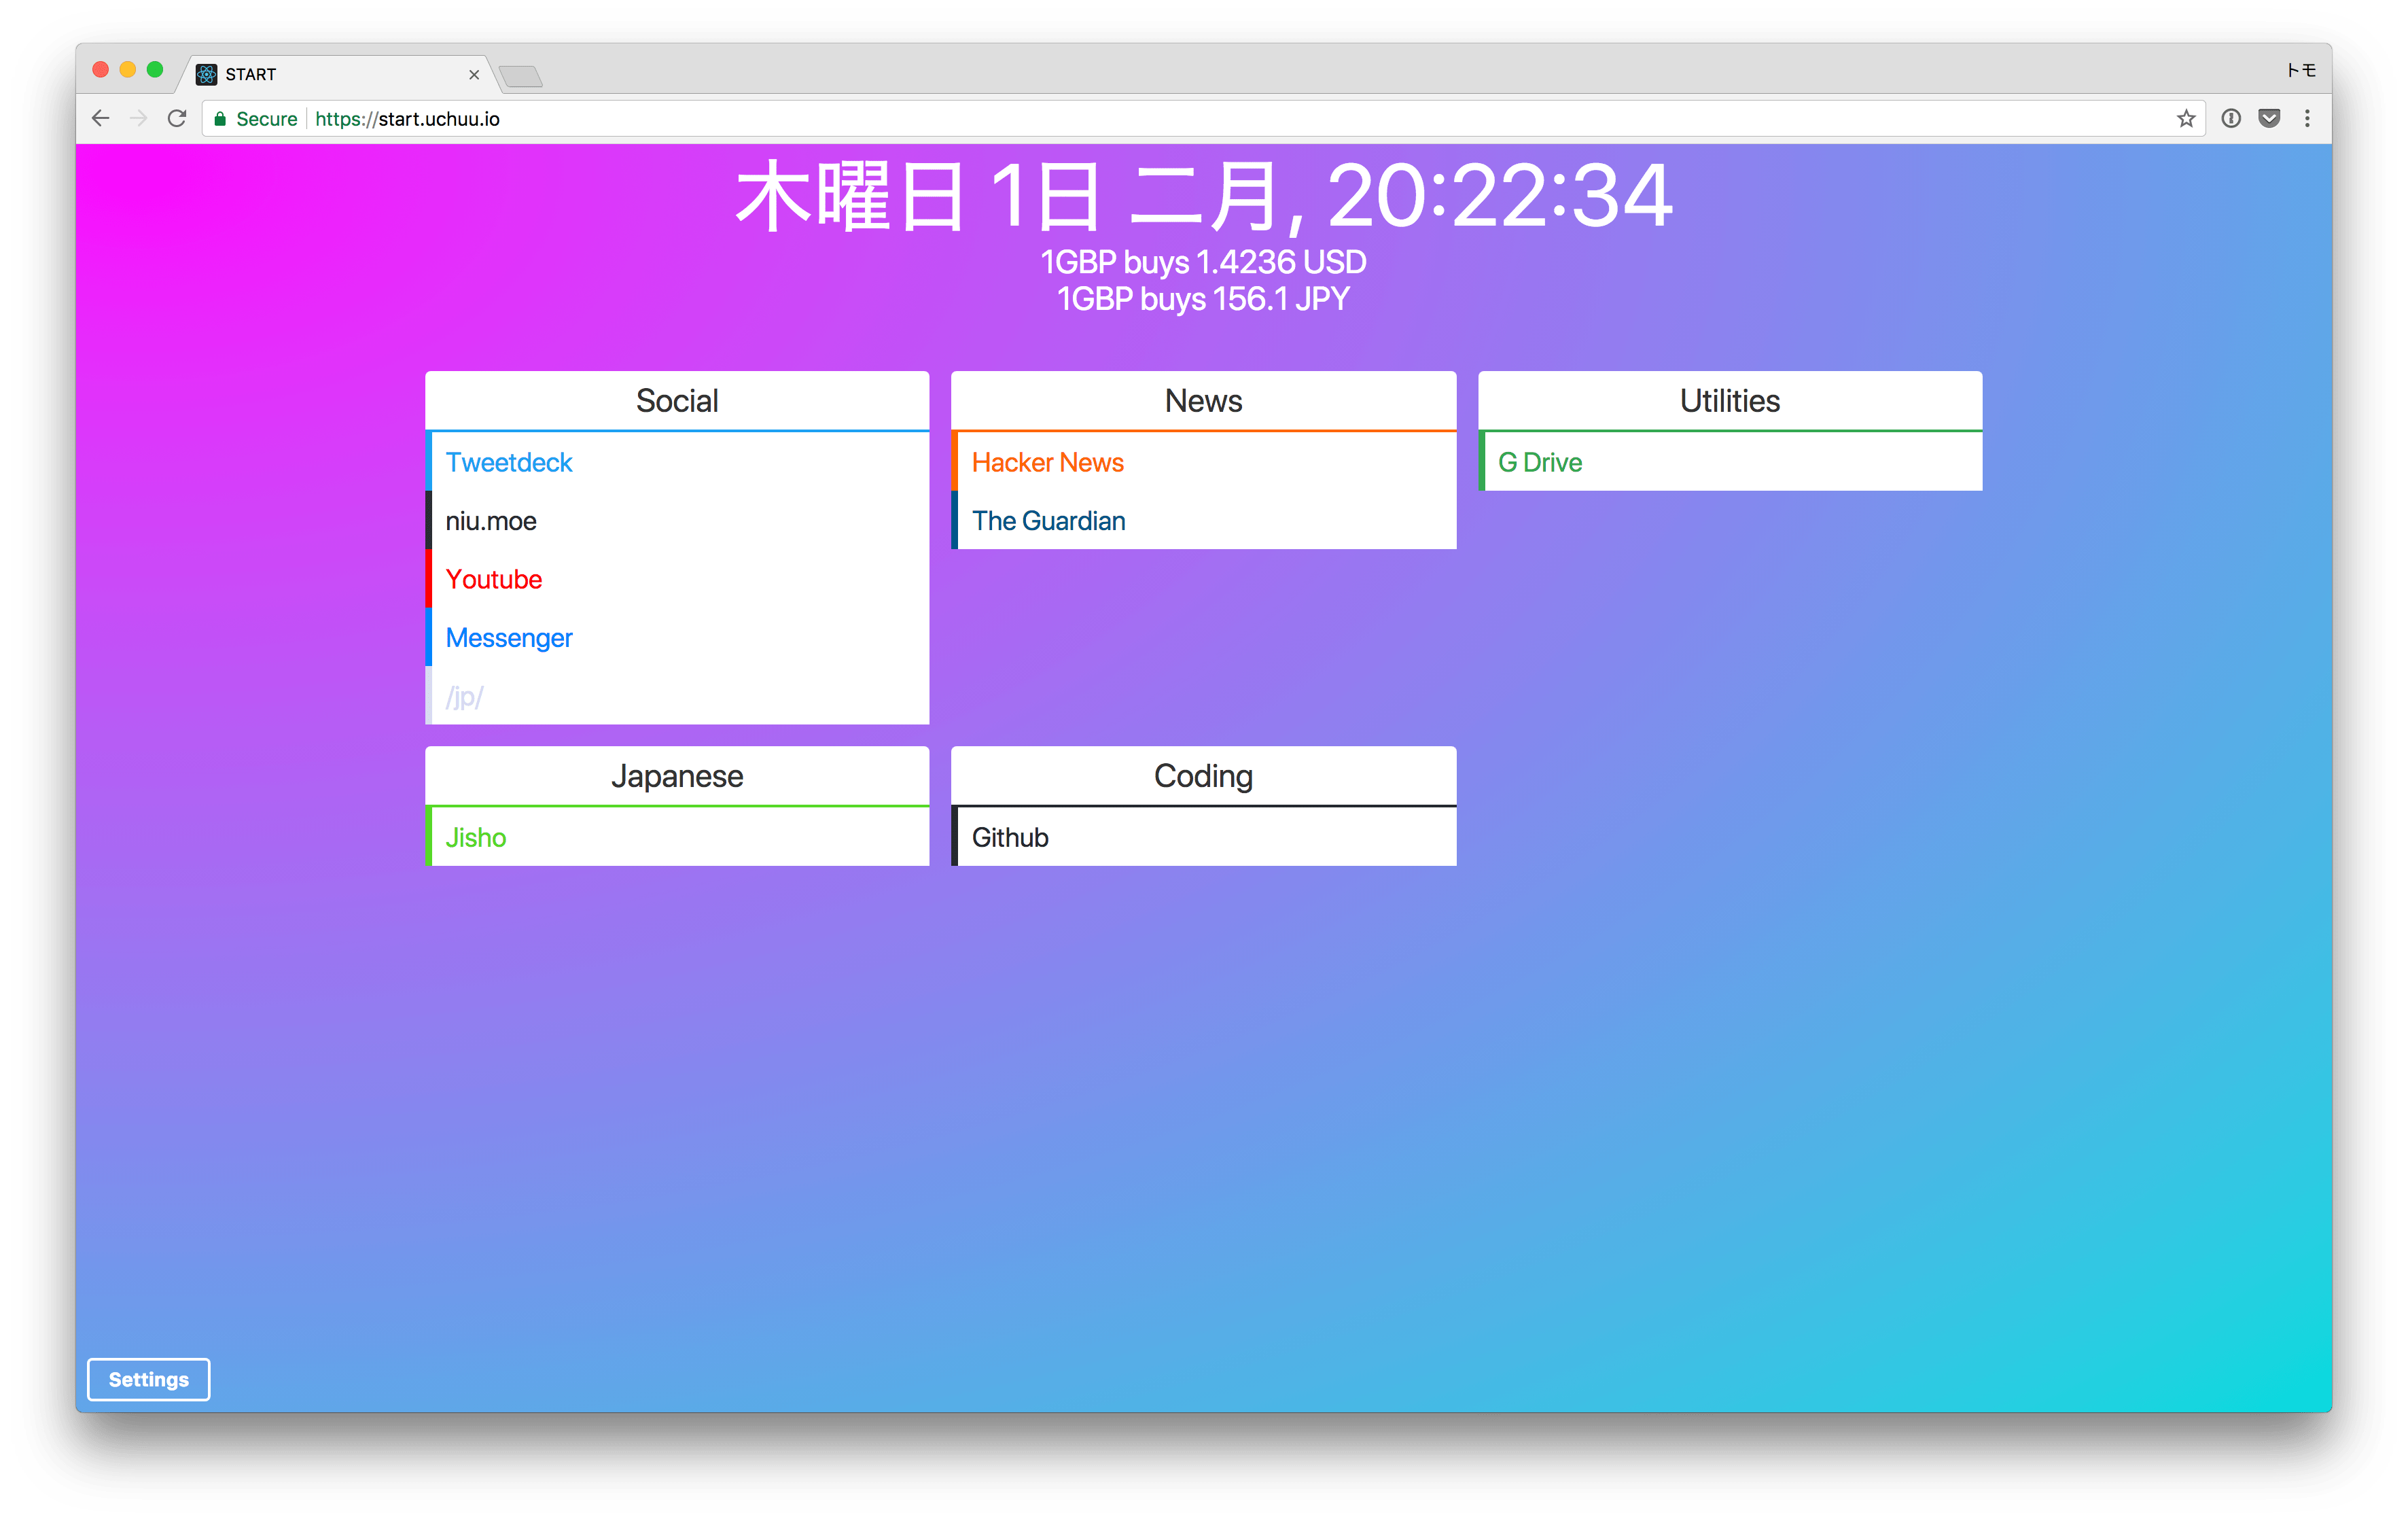 START
トモ
Secure https://start.uchuu.io
木曜日 1日 二月, 20:22:34
1GBP buys 1.4236 USD
1GBP buys 156.1 JPY
Social
Tweetdeck
niu.moe
Youtube
Messenger
/jp/
News
Hacker News
The Guardian
Utilities
G Drive
Japanese
Jisho
Coding
Github
Settings